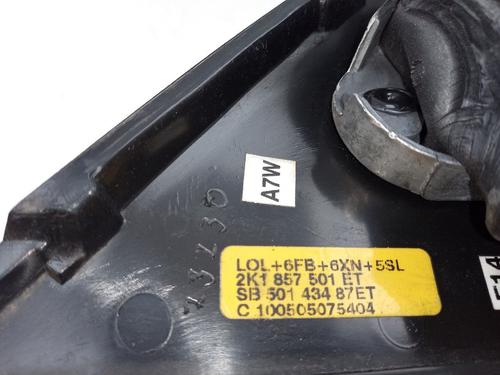 A7W
LOL+6FB+6XN+5SL
2K1 857 501 ET
SB 501 434 87ET
C 100505075404